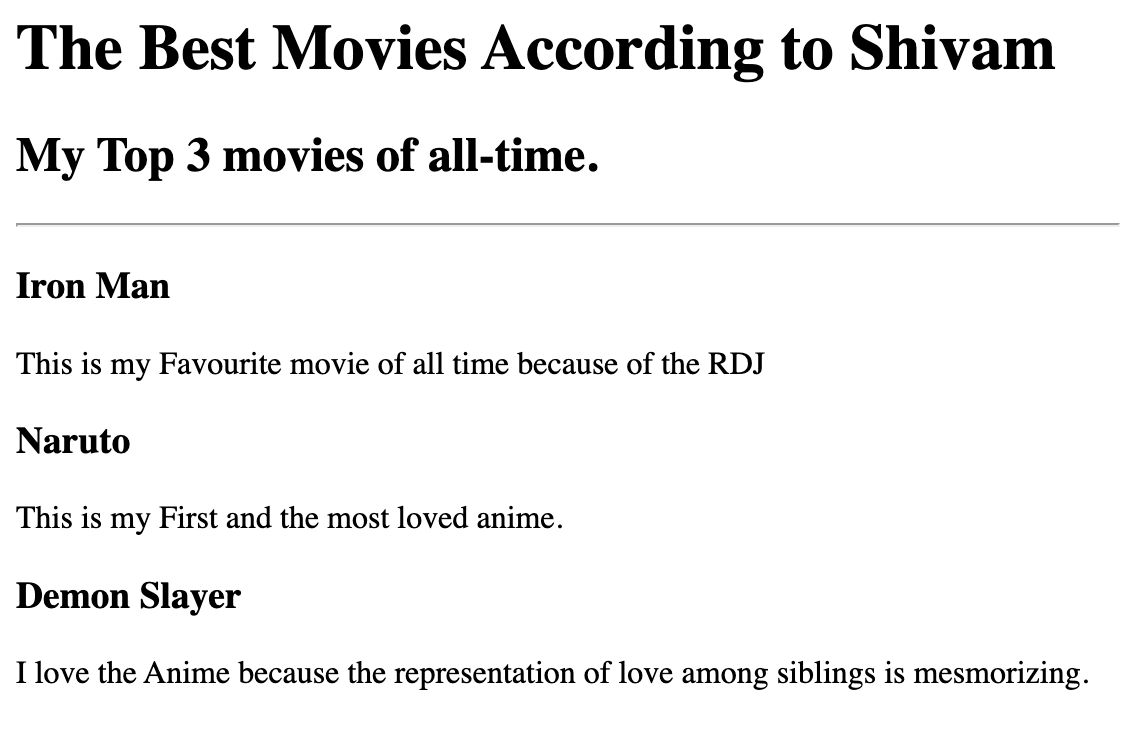 The Best Movies According to Shivam
My Top 3 movies of all-time.
Iron Man
This is my Favourite movie of all time because of the RDJ
Naruto
This is my First and the most loved anime.
Demon Slayer
I love the Anime because the representation of love among siblings is mesmorizing.